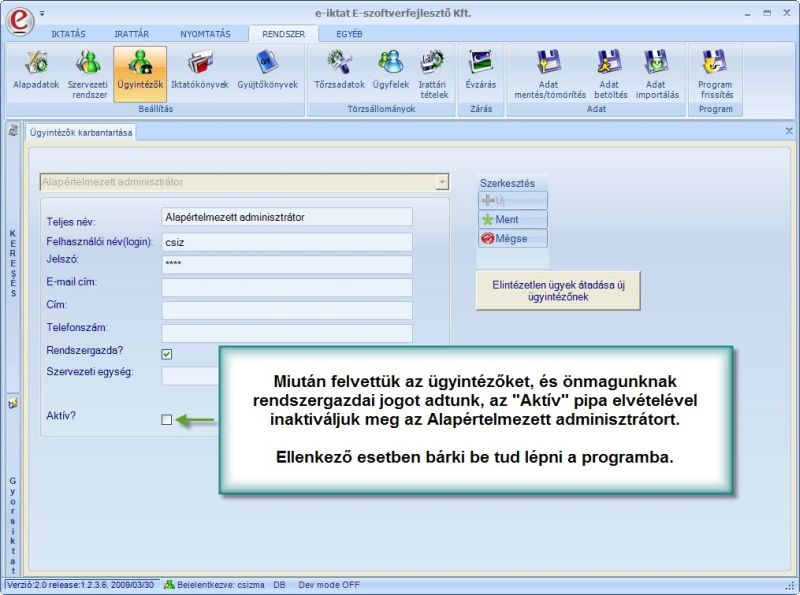 e-iktat E-szoftverfejlesztő Kft.
IKTATÁS IRATTÁR NYOMTATÁS RENDSZER EGYÉB
Alapadatok
Szervezeti rendszer
Ügyintézők
Iktatókönyvek
Gyüjtőkönyvek
Beállítás
Törzsadatok
Ügyfelek
Irattári tételek
Törzsállományok
Évzárás
Zárás
Adat mentés/tömörítés
Adat betöltés
Adat importálás
Adat
Program frissítés
Program
Ügyintézők karbantartása
KERESÉS
Gyorsiktat
Alapértelmezett adminisztrátor
Teljes név: Alapértelmezett adminisztrátor
Felhasználói név(login): csiz
Jelszó: ****
E-mail cím:
Cím:
Telefonszám:
Rendszergazda?
Szervezeti egység:
Aktív?
Szerkesztés
Új
Ment
Mégse
Elintézetlen ügyek átadása új
ügyintézőnek
Miután felvettük az ügyintézőket, és önmagunknak
rendszergazdai jogot adtunk, az "Aktív" pipa elvételével
inaktiváljuk meg az Alapértelmezett adminisztrátort.
Ellenkező esetben bárki be tud lépni a programba.
Verzió:2.0 release:1.2.3.6, 2009/03/30 Bejelentkezve: csizma DB Dev mode OFF